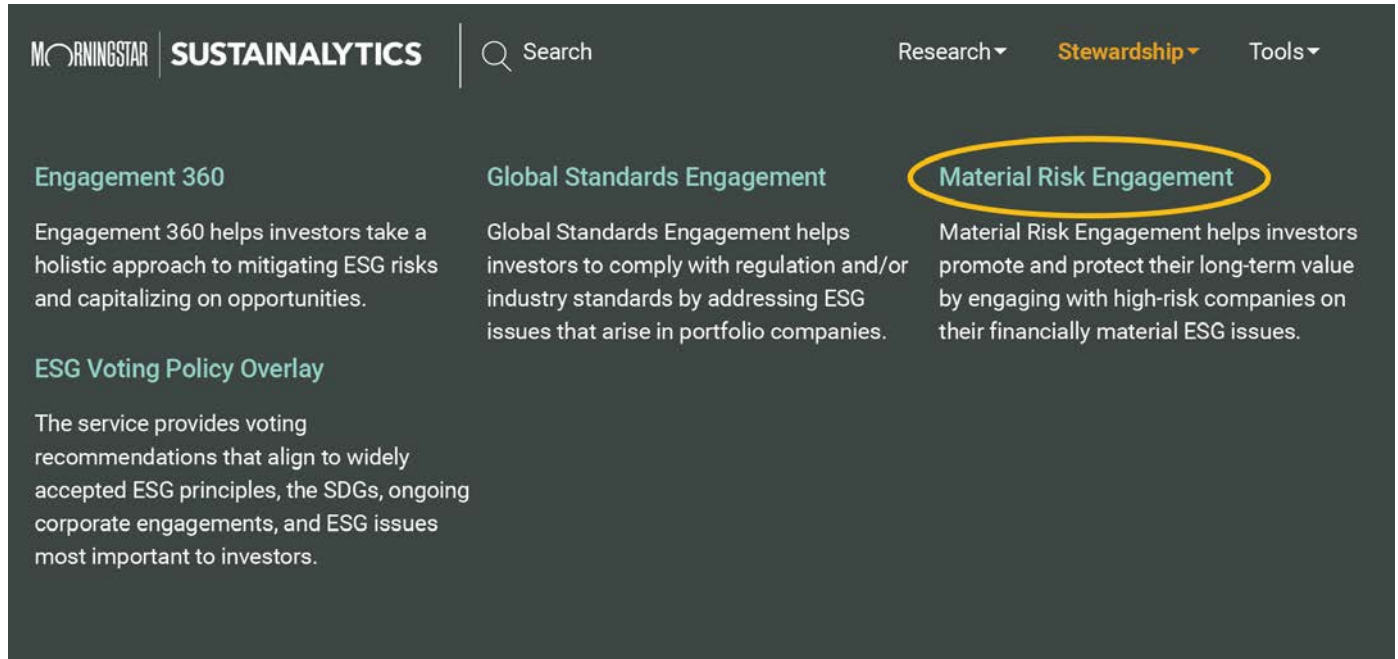 MORNINGSTAR | SUSTAINALYTICS
Search
Research
Stewardship
Tools
Engagement 360
Engagement 360 helps investors take a
holistic approach to mitigating ESG risks
and capitalizing on opportunities.
Global Standards Engagement
Global Standards Engagement helps
investors to comply with regulation and/or
industry standards by addressing ESG
issues that arise in portfolio companies.
Material Risk Engagement
Material Risk Engagement helps investors
promote and protect their long-term value
by engaging with high-risk companies on
their financially material ESG issues.
ESG Voting Policy Overlay
The service provides voting
recommendations that align to widely
accepted ESG principles, the SDGs, ongoing
corporate engagements, and ESG issues
most important to investors.